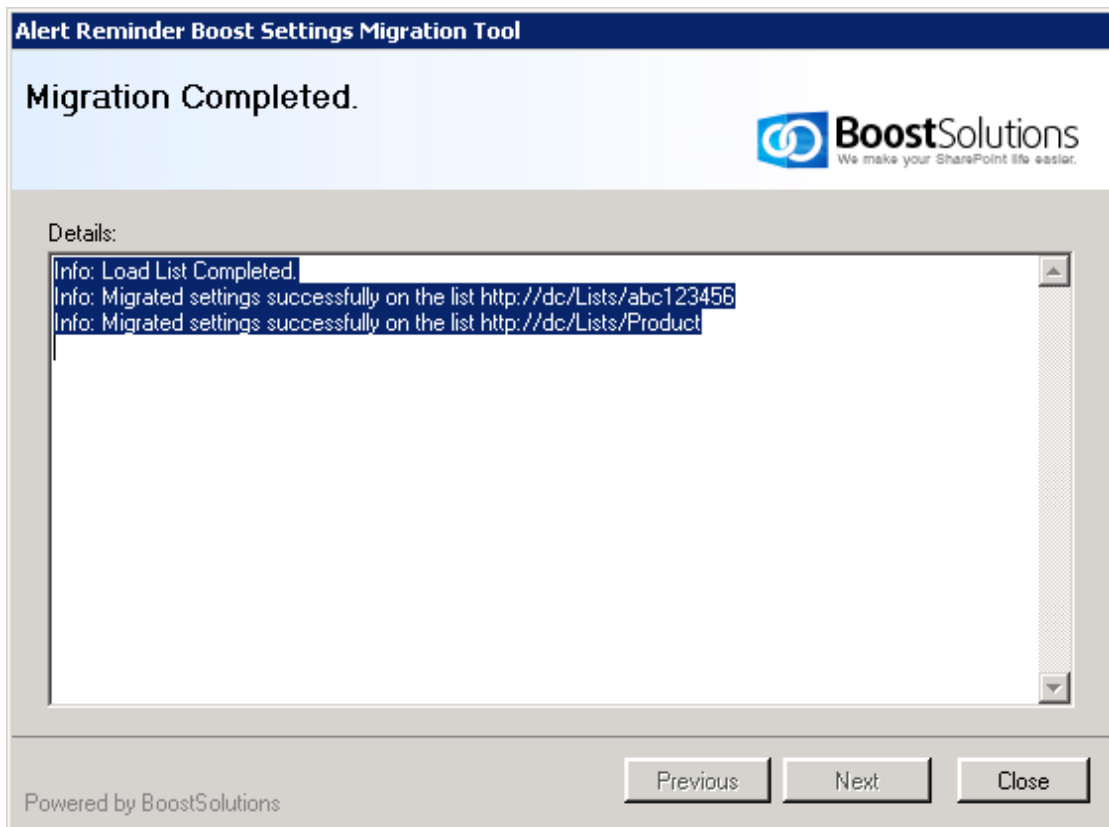 Alert Reminder Boost Settings Migration Tool
Migration Completed.
BoostSolutions
We make your SharePoint life easier.
Details:
Info: Load List Completed.
Info: Migrated settings successfully on the list http://dc/Lists/abc123456
Info: Migrated settings successfully on the list http://dc/Lists/Product
Previous
Next
Close
Powered by BoostSolutions